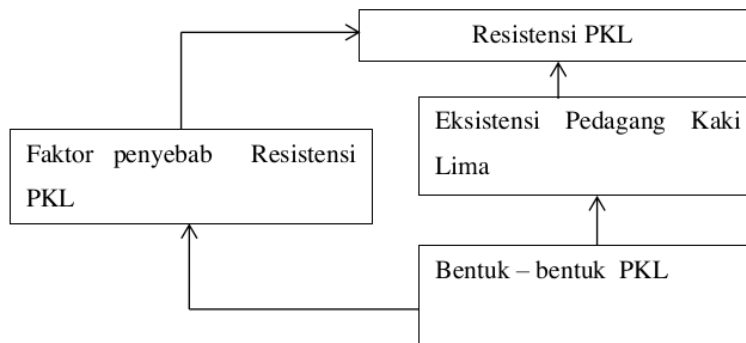 Resistensi PKL
Eksistensi Pedagang Kaki
Lima
Faktor penyebab Resistensi
PKL
Bentuk – bentuk PKL